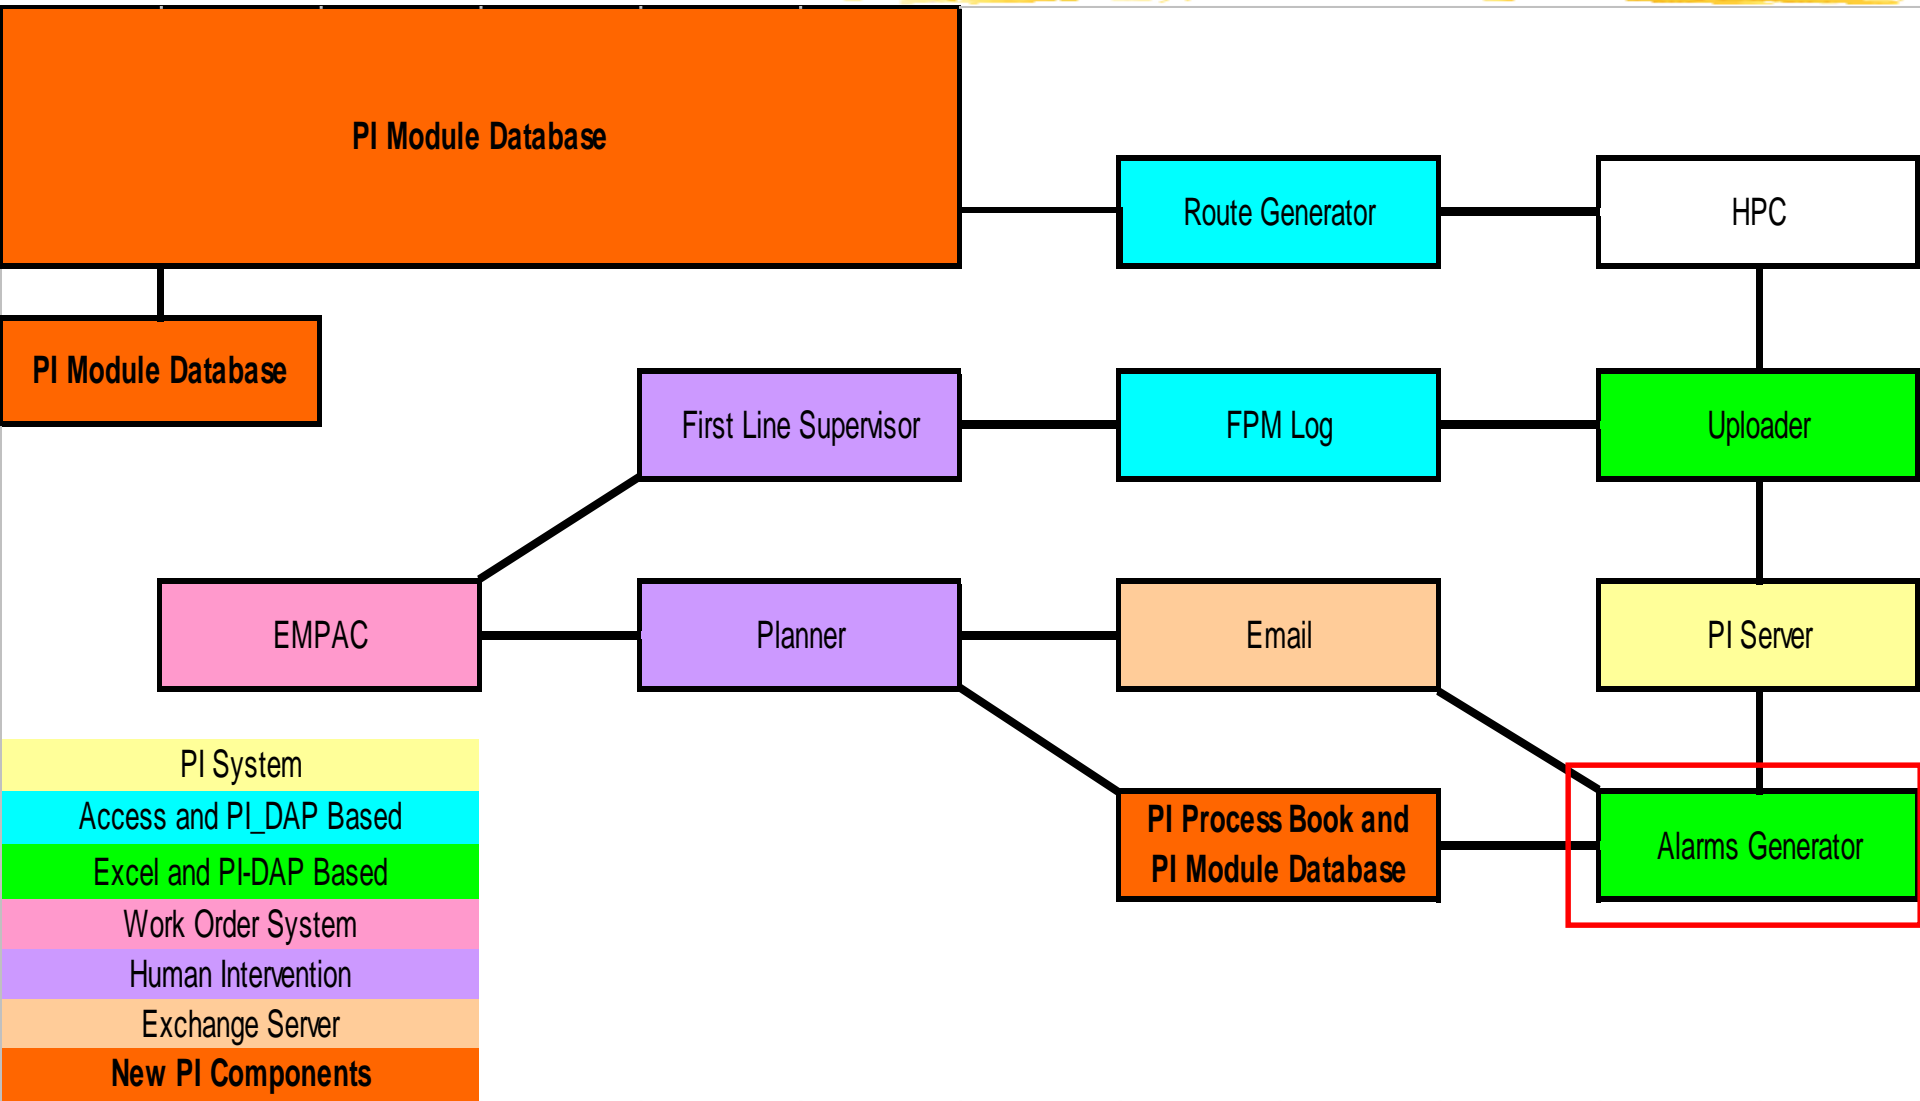 PI Module Database
Route Generator
HPC
PI Module Database
First Line Supervisor
FPM Log
Uploader
EMPAC
Planner
Email
PI Server
PI Process Book and
PI Module Database
Alarms Generator
PI System
Access and PI_DAP Based
Excel and PI-DAP Based
Work Order System
Human Intervention
Exchange Server
New PI Components